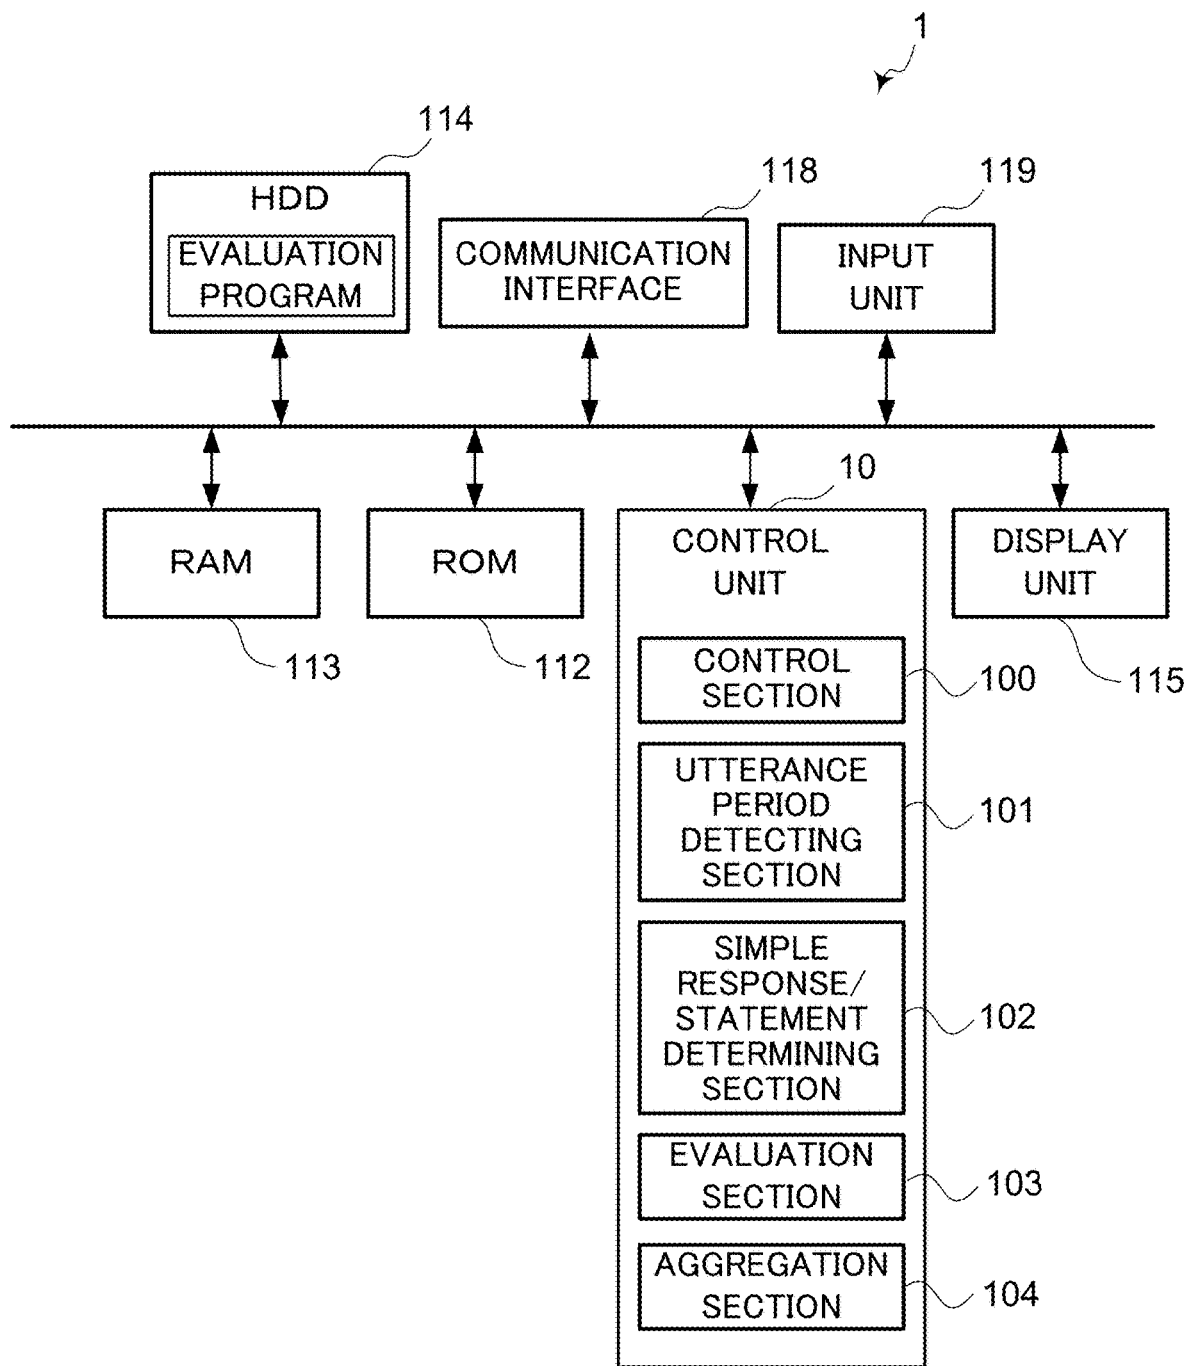 1
114
HDD
EVALUATION
PROGRAM
118
COMMUNICATION
INTERFACE
119
INPUT
UNIT
RAM
113
ROM
112
10
CONTROL
UNIT
DISPLAY
UNIT
115
CONTROL
SECTION
100
UTTERANCE
PERIOD
DETECTING
SECTION
101
SIMPLE
RESPONSE/
STATEMENT
DETERMINING
SECTION
102
EVALUATION
SECTION
103
AGGREGATION
SECTION
104